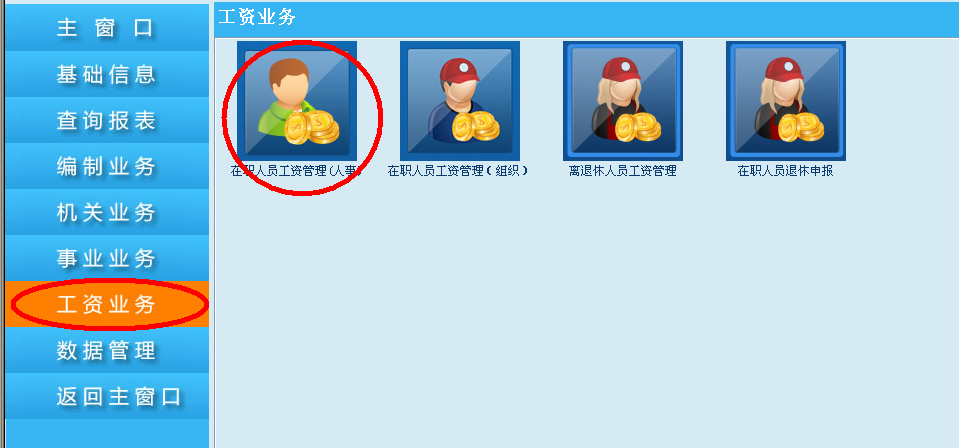 主窗口
基础信息
查询报表
编制业务
机关业务
事业业务
工资业务
数据管理
返回主窗口
工资业务
在职人员工资管理(人事)
在职人员工资管理(组织)
离退休人员工资管理
在职人员退休申报